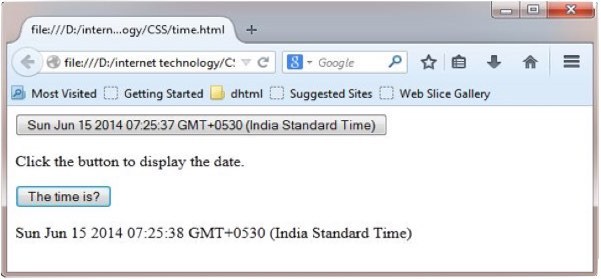 file:///D:/intern...ogy/CSS/time.html
file:///D:/internet technology/C
Google
Most Visited Getting Started dhtml Suggested Sites Web Slice Gallery
Sun Jun 15 2014 07:25:37 GMT+0530 (India Standard Time)
Click the button to display the date.
The time is?
Sun Jun 15 2014 07:25:38 GMT+0530 (India Standard Time)